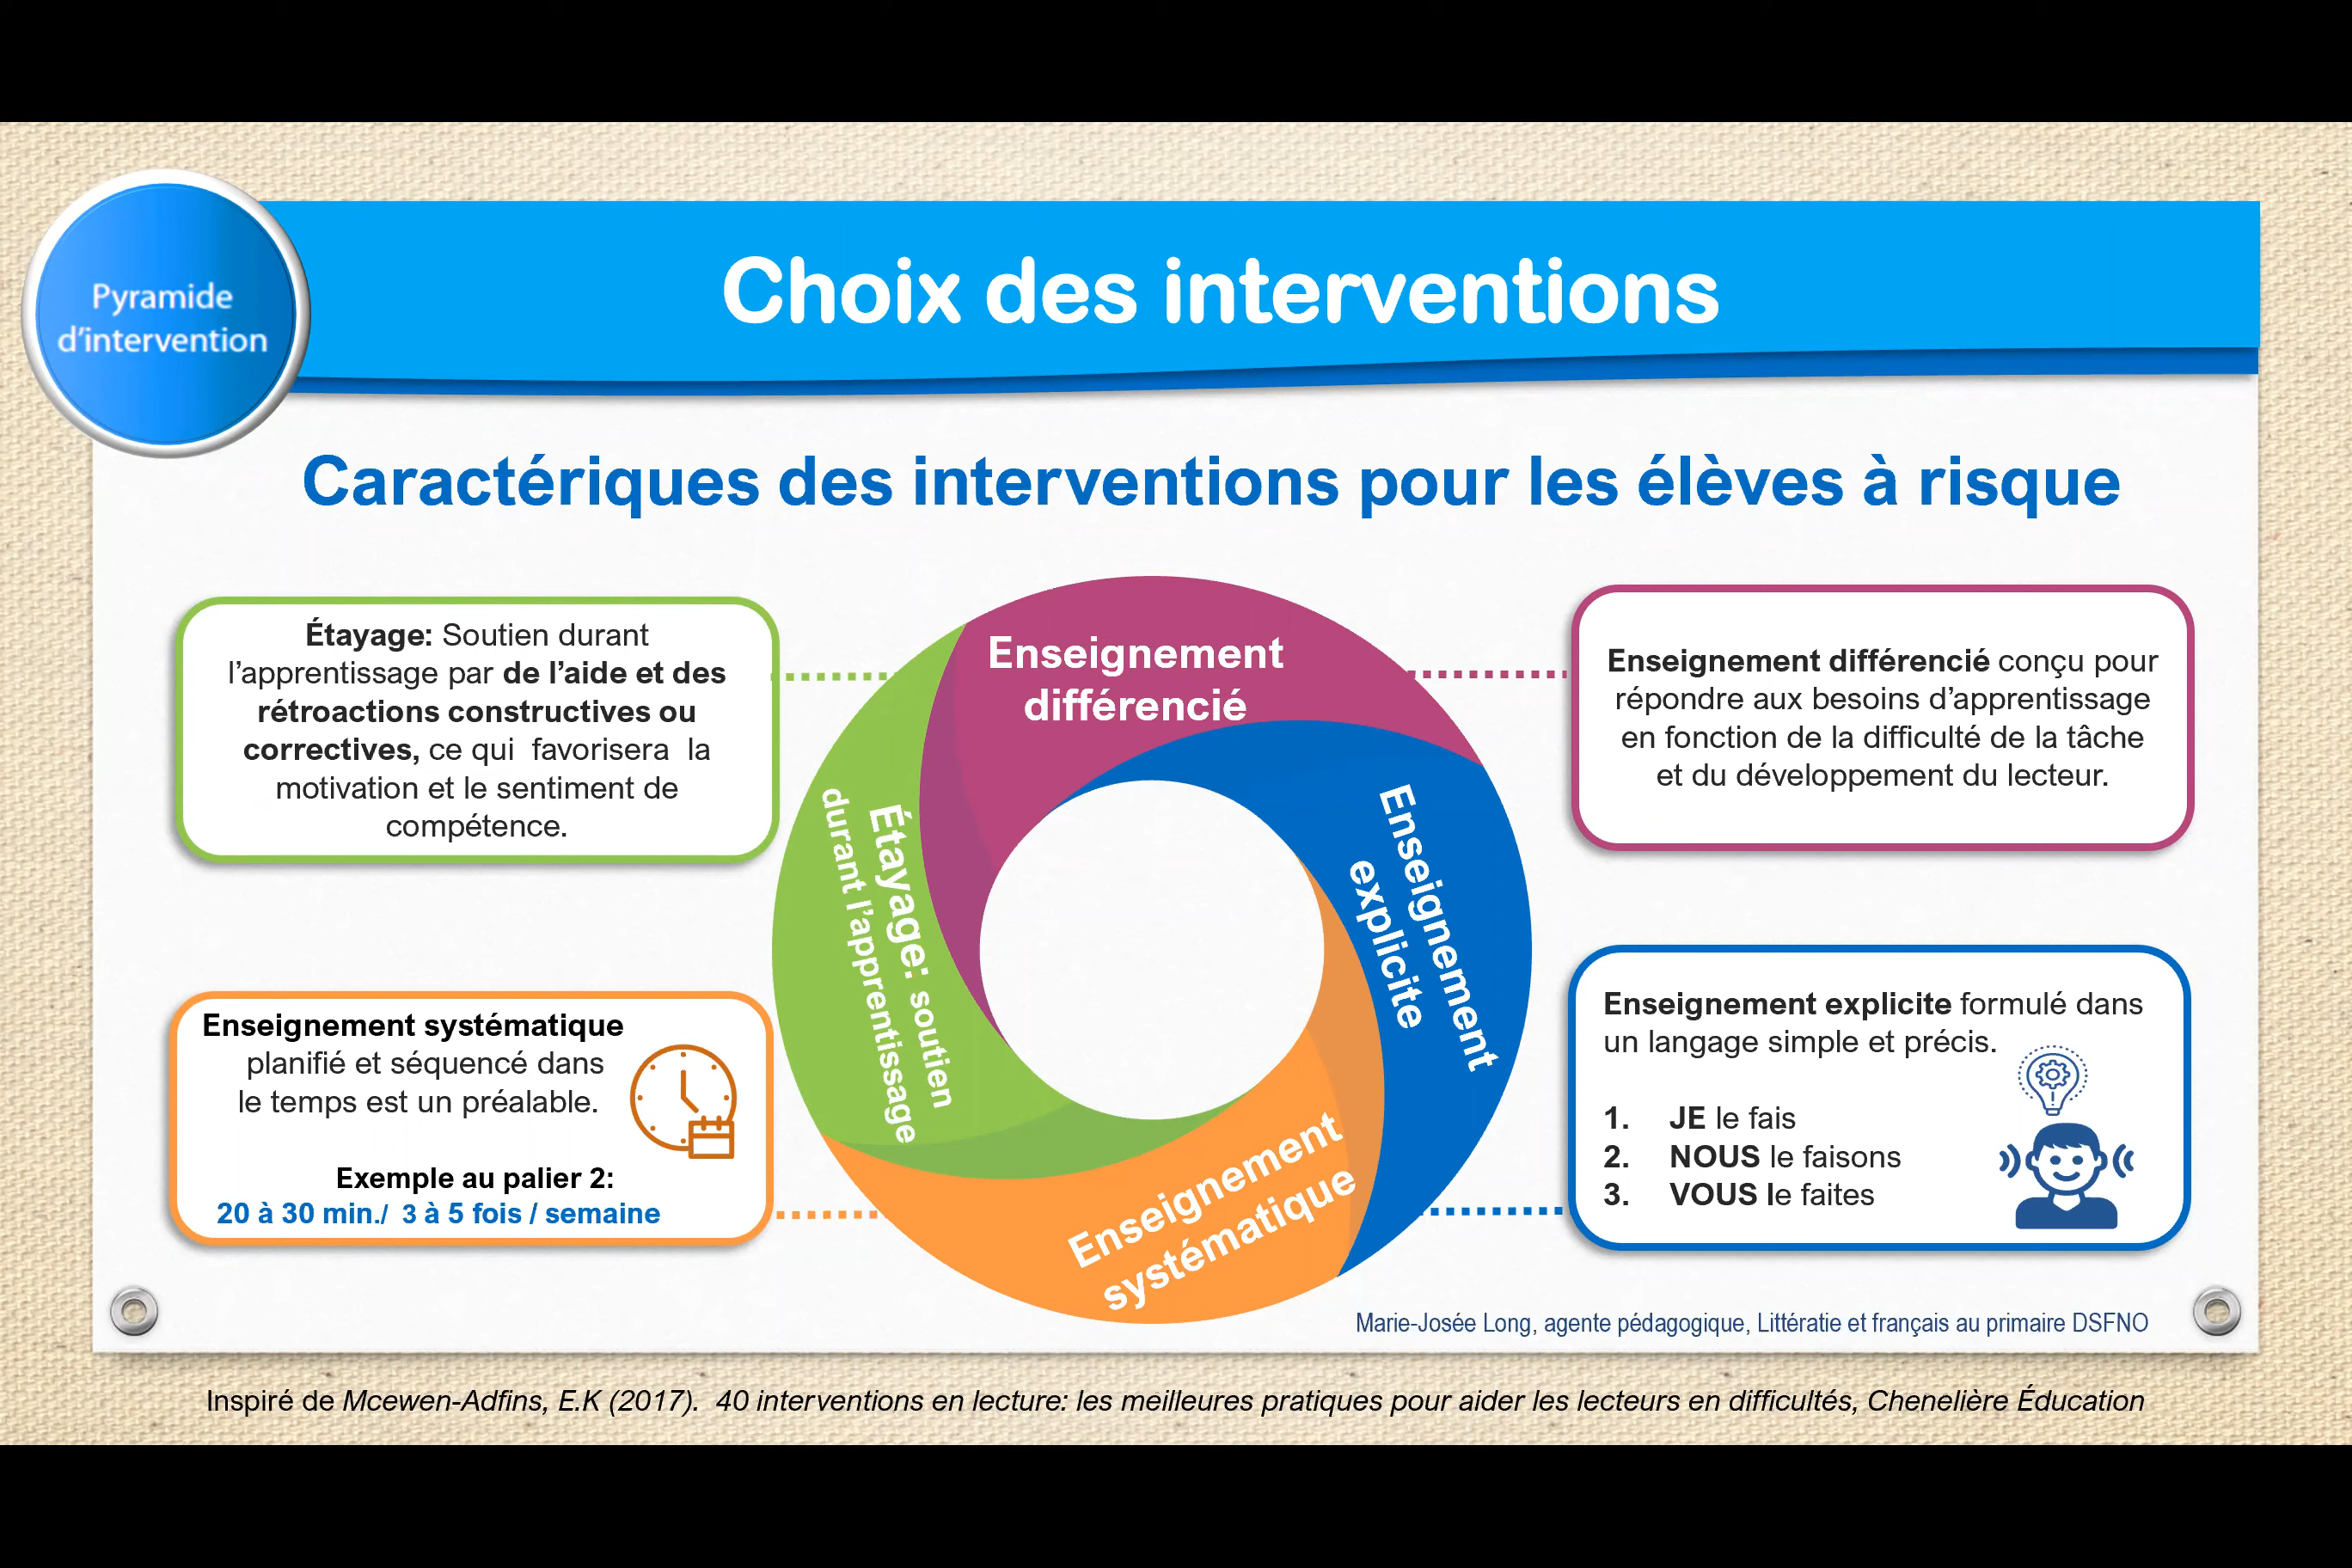 Pyramide
d'intervention
Choix des interventions
Caractériques des interventions pour les élèves à risque
Étayage: Soutien durant
l'apprentissage par de l'aide et des
rétroactions constructives ou
correctives, ce qui favorisera la
motivation et le sentiment de
compétence.
Enseignement
différencié
Enseignement différencié conçu pour
répondre aux besoins d'apprentissage
en fonction de la difficulté de la tâche
et du développement du lecteur.
Étayage: soutien
durant l'apprentissage
Enseignement
explicite
Enseignement systématique
planifié et séquencé dans
le temps est un préalable.
Exemple au palier 2:
20 à 30 min./ 3 à 5 fois / semaine
Enseignement
systématique
Enseignement explicite formulé dans
un langage simple et précis.
1. JE le fais
2. NOUS le faisons
3. VOUS le faites
Marie-Josée Long, agente pédagogique, Littératie et français au primaire DSFNO
Inspiré de Mcewen-Adfins, E.K (2017). 40 interventions en lecture: les meilleures pratiques pour aider les lecteurs en difficultés, Chenelière Éducation